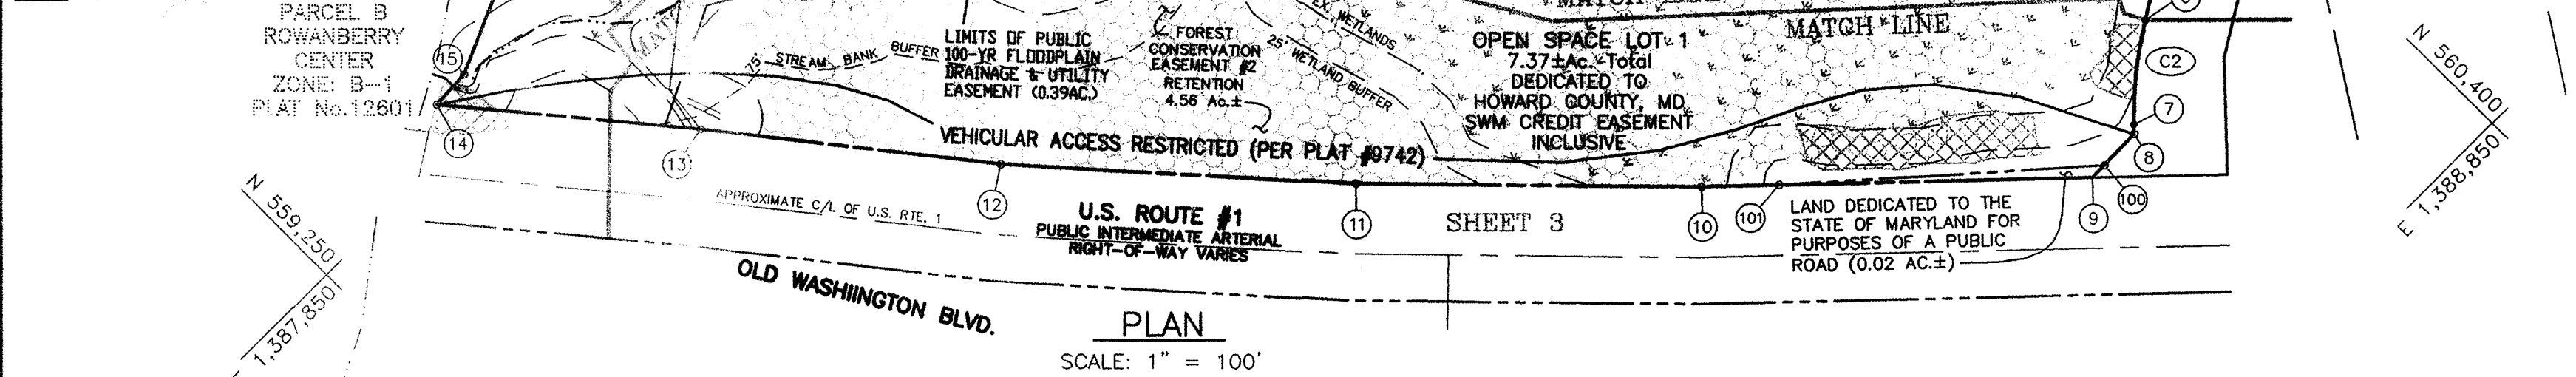 PARCEL B
ROWANBERRY
CENTER
ZONE: B-1
PLAT No.12601
15
14
13
12
11
10
101
9
100
8
7
C2
75' STREAM BANK BUFFER
LIMITS OF PUBLIC
100-YR FLOODPLAIN
DRAINAGE & UTILITY
EASEMENT (0.39AC.)
FOREST
CONSERVATION
EASEMENT #2
RETENTION
4.56 Ac.±
EX. WETLANDS
25' WETLAND BUFFER
OPEN SPACE LOT 1
7.37±Ac. Total
DEDICATED TO
HOWARD COUNTY, MD
SWM CREDIT EASEMENT
INCLUSIVE
MATCH LINE
VEHICULAR ACCESS RESTRICTED (PER PLAT #9742)
N 560,400
E 1,388,850
N 559,250
1,387,850
APPROXIMATE C/L OF U.S. RTE. 1
U.S. ROUTE #1
PUBLIC INTERMEDIATE ARTERIAL
RIGHT-OF-WAY VARIES
SHEET 3
LAND DEDICATED TO THE
STATE OF MARYLAND FOR
PURPOSES OF A PUBLIC
ROAD (0.02 AC.±)
OLD WASHIINGTON BLVD.
PLAN
SCALE: 1" = 100'